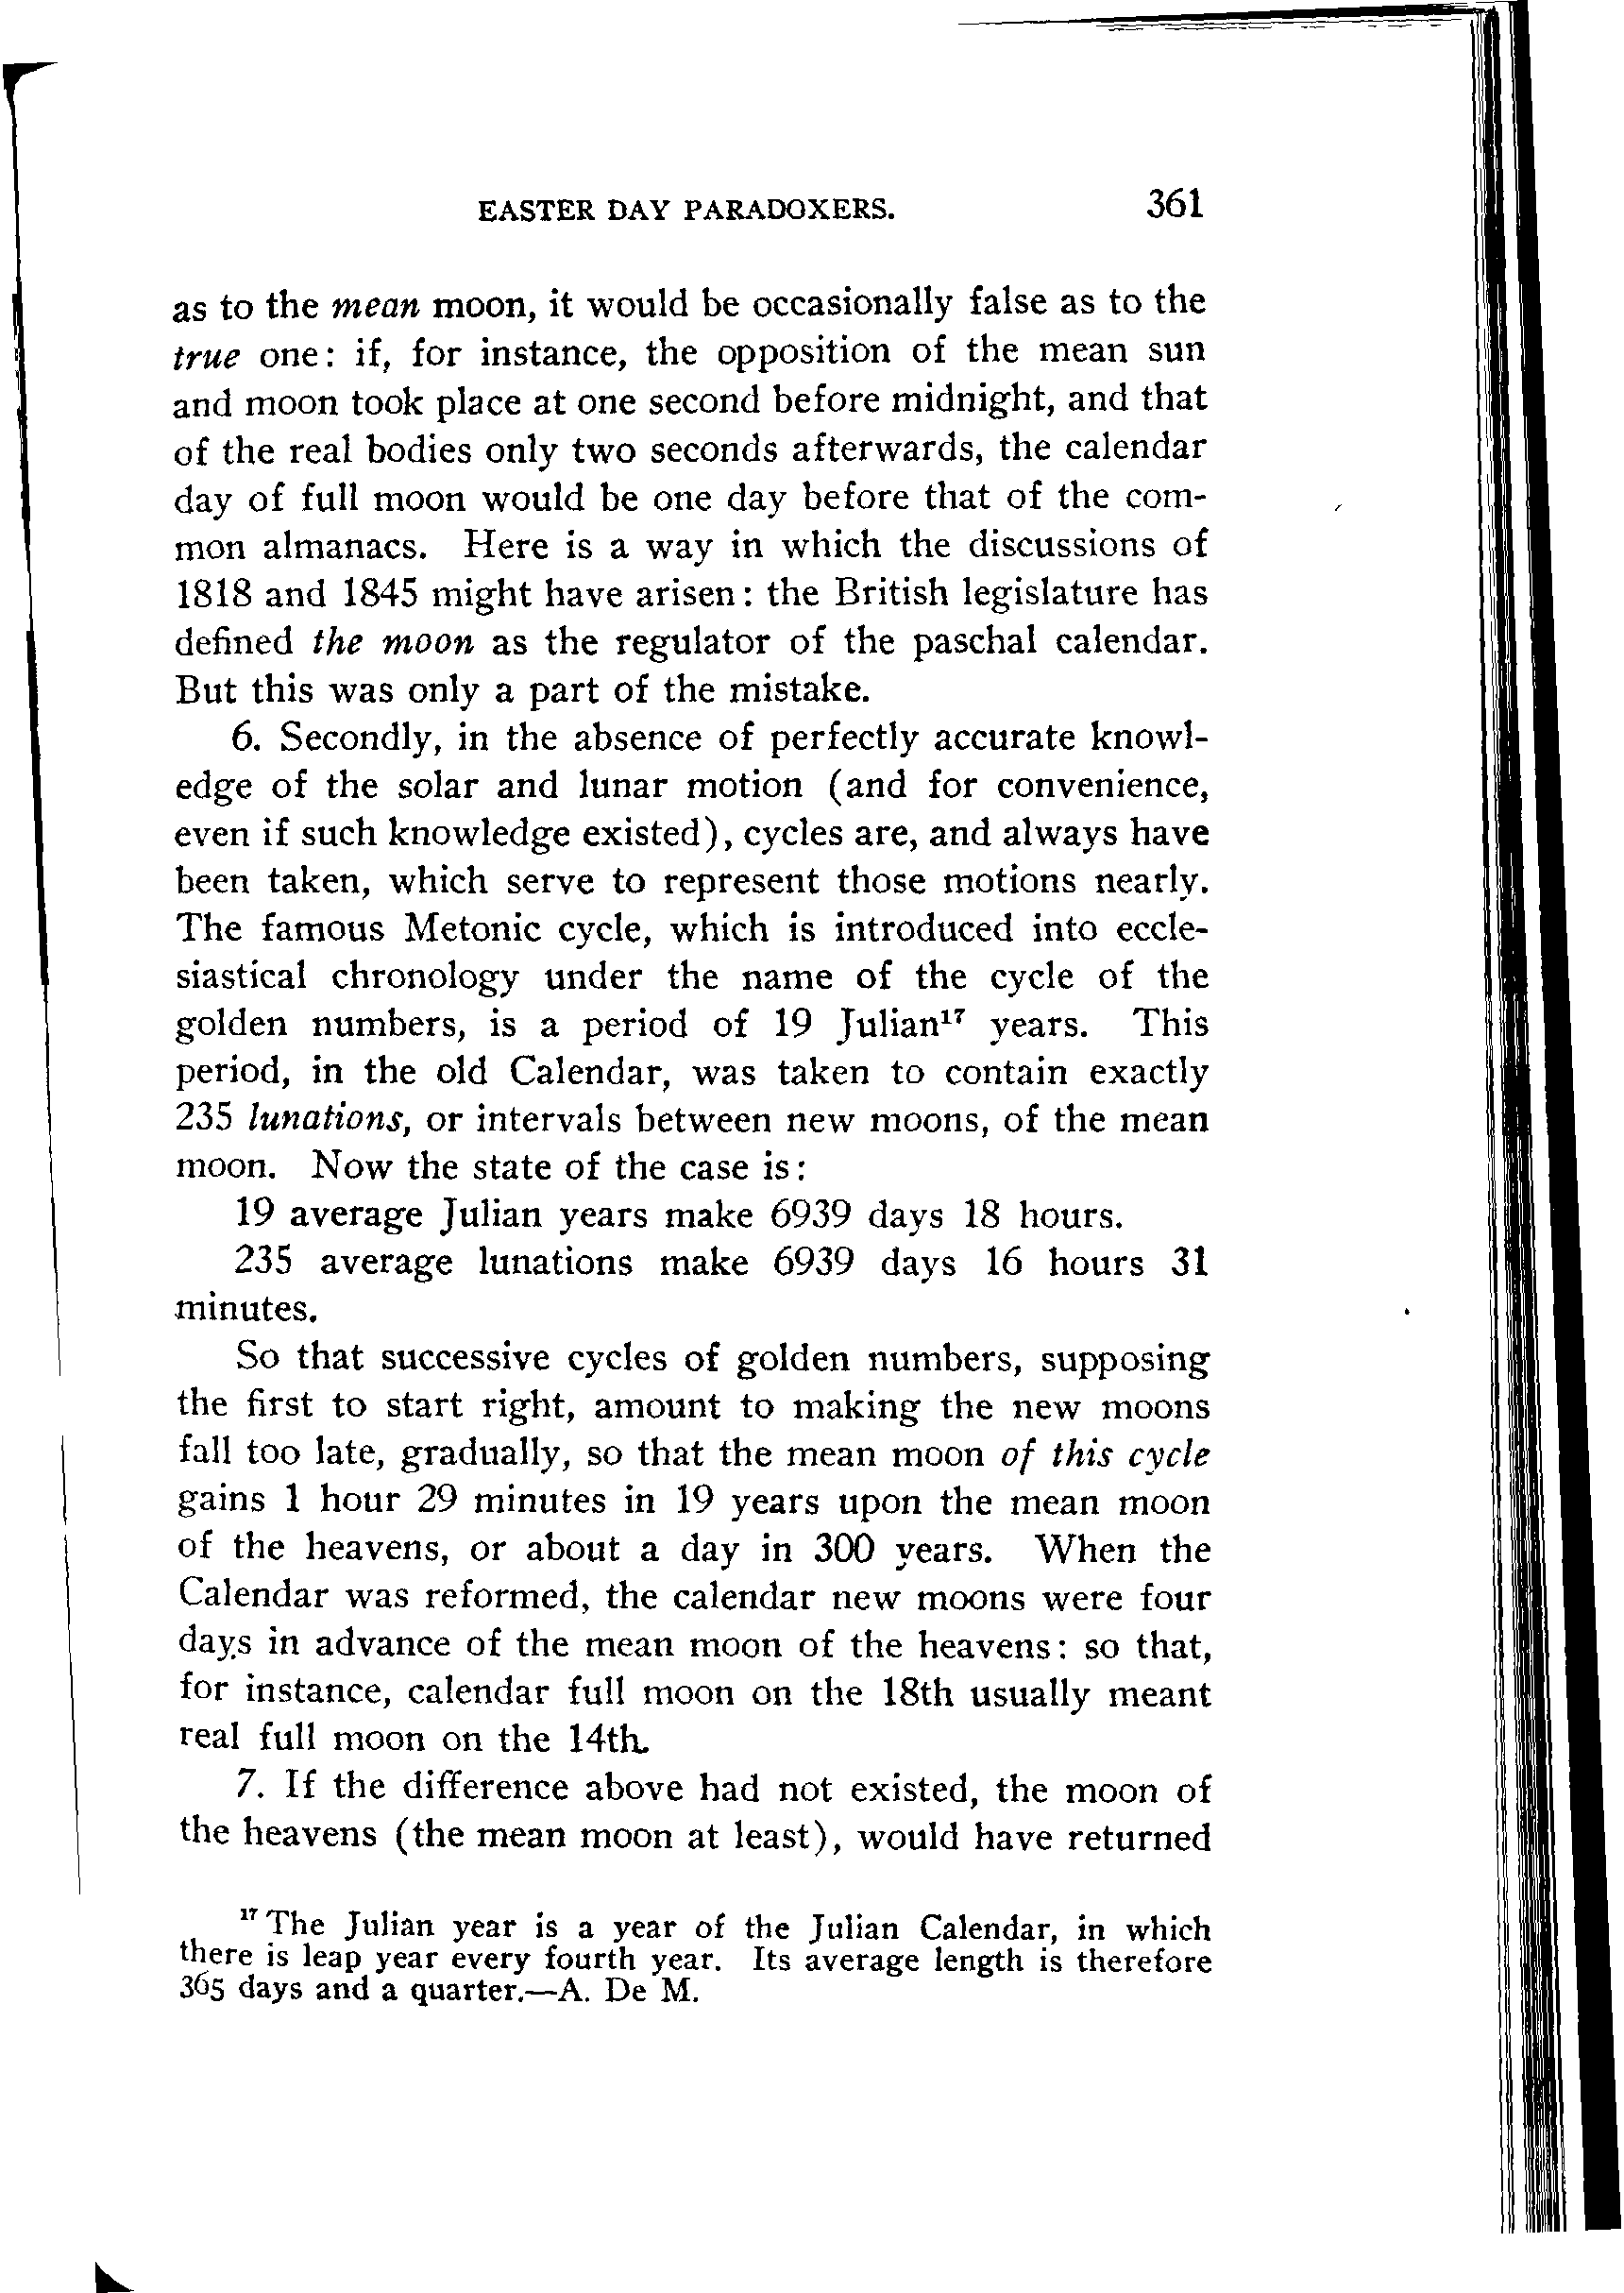 EASTER DAY PARADOXERS. 361
as to the mean moon, it would be occasionally false as to the
true one: if, for instance, the opposition of the mean sun
and moon took place at one second before midnight, and that
of the real bodies only two seconds afterwards, the calendar
day of full moon would be one day before that of the com-
mon almanacs. Here is a way in which the discussions of
1818 and 1845 might have arisen: the British legislature has
defined the moon as the regulator of the paschal calendar.
But this was only a part of the mistake.
6. Secondly, in the absence of perfectly accurate knowl-
edge of the solar and lunar motion (and for convenience,
even if such knowledge existed), cycles are, and always have
been taken, which serve to represent those motions nearly.
The famous Metonic cycle, which is introduced into eccle-
siastical chronology under the name of the cycle of the
golden numbers, is a period of 19 Julian¹⁷ years. This
period, in the old Calendar, was taken to contain exactly
235 lunations, or intervals between new moons, of the mean
moon. Now the state of the case is:
19 average Julian years make 6939 days 18 hours.
235 average lunations make 6939 days 16 hours 31
minutes.
So that successive cycles of golden numbers, supposing
the first to start right, amount to making the new moons
fall too late, gradually, so that the mean moon of this cycle
gains 1 hour 29 minutes in 19 years upon the mean moon
of the heavens, or about a day in 300 years. When the
Calendar was reformed, the calendar new moons were four
days in advance of the mean moon of the heavens: so that,
for instance, calendar full moon on the 18th usually meant
real full moon on the 14th.
7. If the difference above had not existed, the moon of
the heavens (the mean moon at least), would have returned
¹⁷ The Julian year is a year of the Julian Calendar, in which
there is leap year every fourth year. Its average length is therefore
365 days and a quarter.—A. De M.